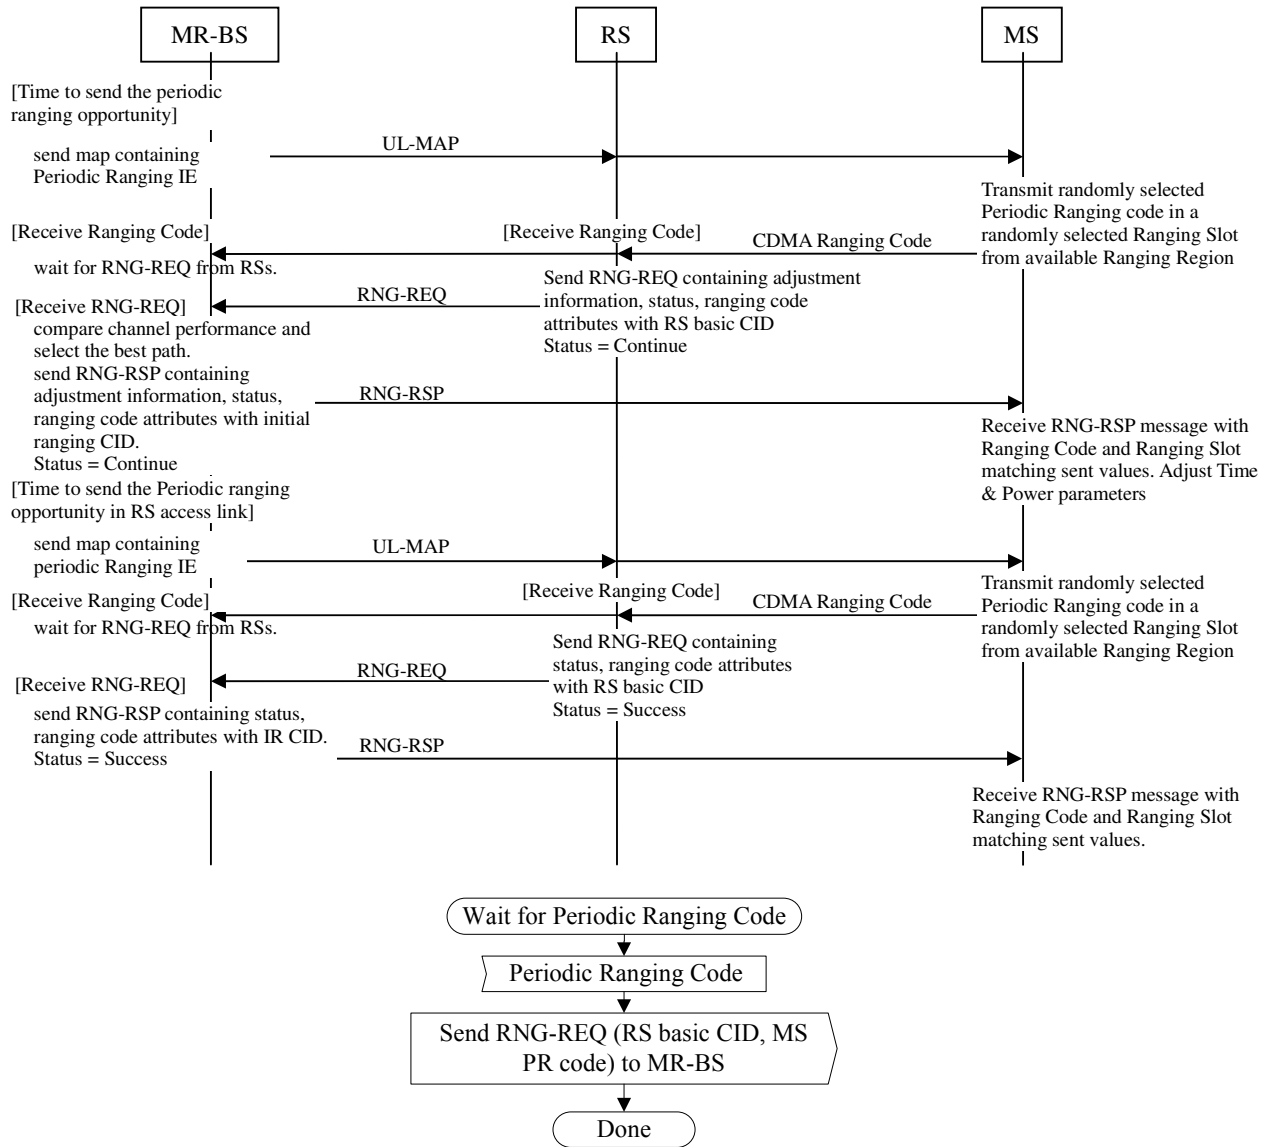 MR-BS
RS
MS
[Time to send the periodic
ranging opportunity]
send map containing
Periodic Ranging IE
UL-MAP
Transmit randomly selected
Periodic Ranging code in a
randomly selected Ranging Slot
from available Ranging Region
[Receive Ranging Code]
[Receive Ranging Code]
CDMA Ranging Code
wait for RNG-REQ from RSs.
Send RNG-REQ containing adjustment
information, status, ranging code
attributes with RS basic CID
Status = Continue
RNG-REQ
[Receive RNG-REQ]
compare channel performance and
select the best path.
send RNG-RSP containing
adjustment information, status,
ranging code attributes with initial
ranging CID.
Status = Continue
RNG-RSP
Receive RNG-RSP message with
Ranging Code and Ranging Slot
matching sent values. Adjust Time
& Power parameters
[Time to send the Periodic ranging
opportunity in RS access link]
send map containing
periodic Ranging IE
UL-MAP
Transmit randomly selected
Periodic Ranging code in a
randomly selected Ranging Slot
from available Ranging Region
[Receive Ranging Code]
[Receive Ranging Code]
CDMA Ranging Code
wait for RNG-REQ from RSs.
Send RNG-REQ containing
status, ranging code attributes
with RS basic CID
Status = Success
RNG-REQ
[Receive RNG-REQ]
send RNG-RSP containing status,
ranging code attributes with IR CID.
Status = Success
RNG-RSP
Receive RNG-RSP message with
Ranging Code and Ranging Slot
matching sent values.
Wait for Periodic Ranging Code
Periodic Ranging Code
Send RNG-REQ (RS basic CID, MS
PR code) to MR-BS
Done